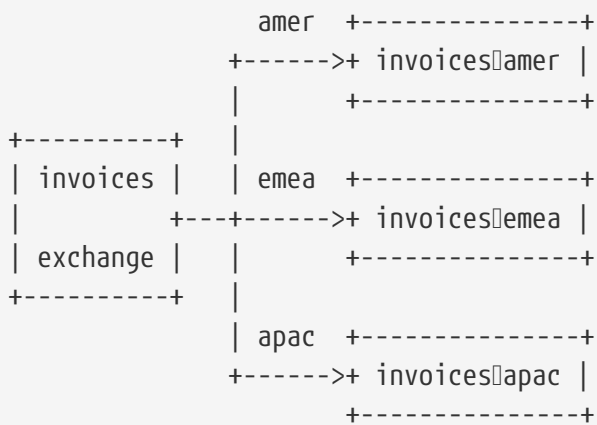 amer +---------------+
+------>+ invoices▯amer |
| +---------------+
+----------+ |
| invoices | | emea +---------------+
| +---+------>+ invoices▯emea |
| exchange | | +---------------+
+----------+ |
| apac +---------------+
+------>+ invoices▯apac |
+---------------+